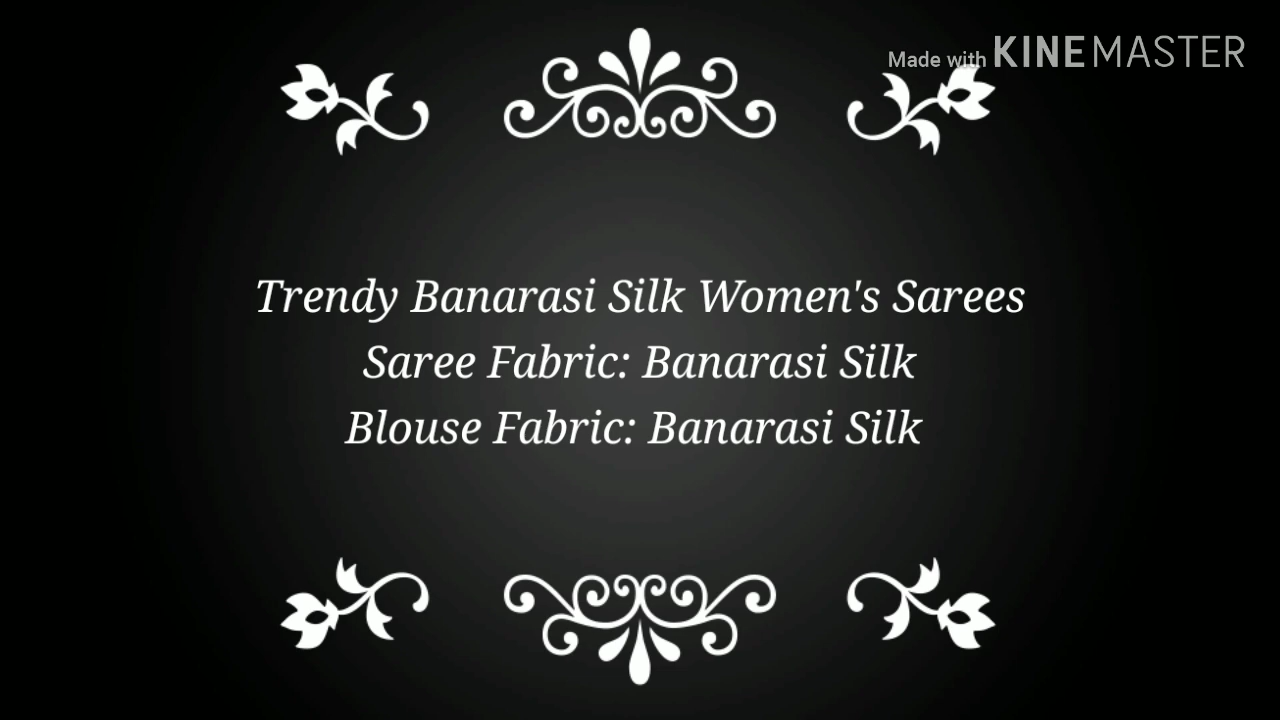 Made with KINEMASTER
Trendy Banarasi Silk Women's Sarees
Saree Fabric: Banarasi Silk
Blouse Fabric: Banarasi Silk